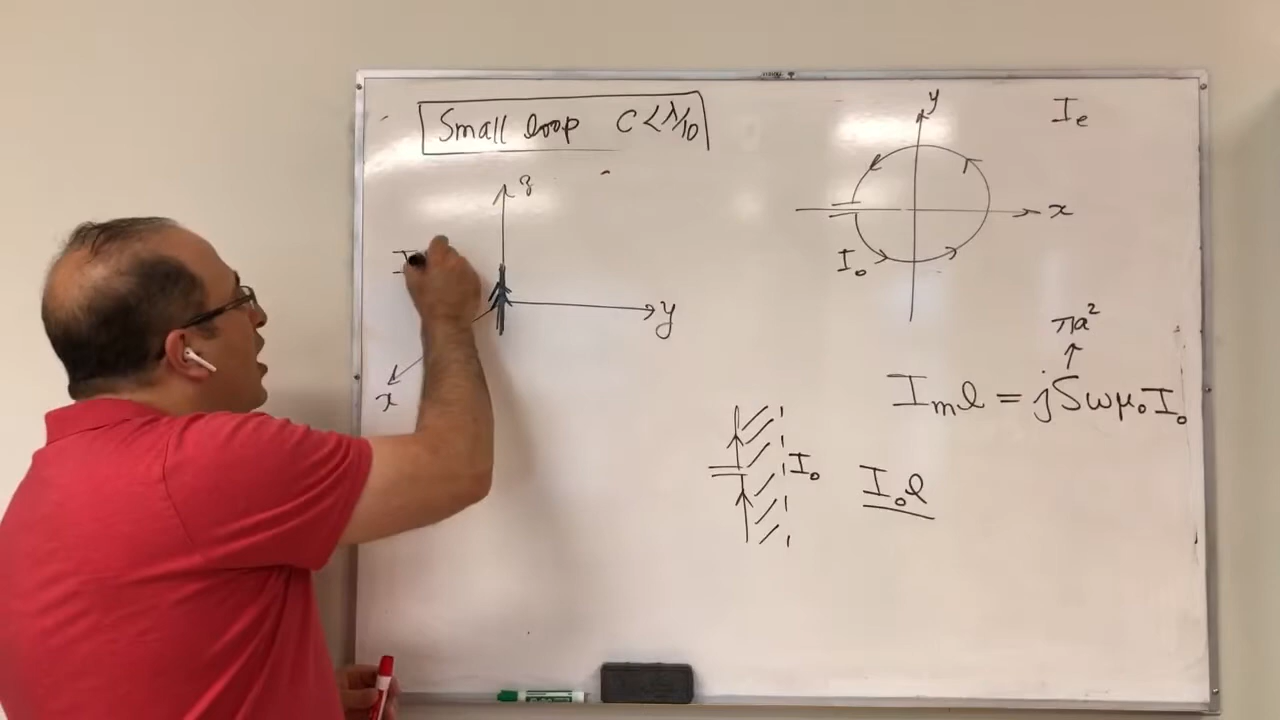 Small loop C<λ/10
y
I_e
z
x
I_o
I
y
πa²
x
I_m l = jSωμ_o I_o
I_o
I_o l